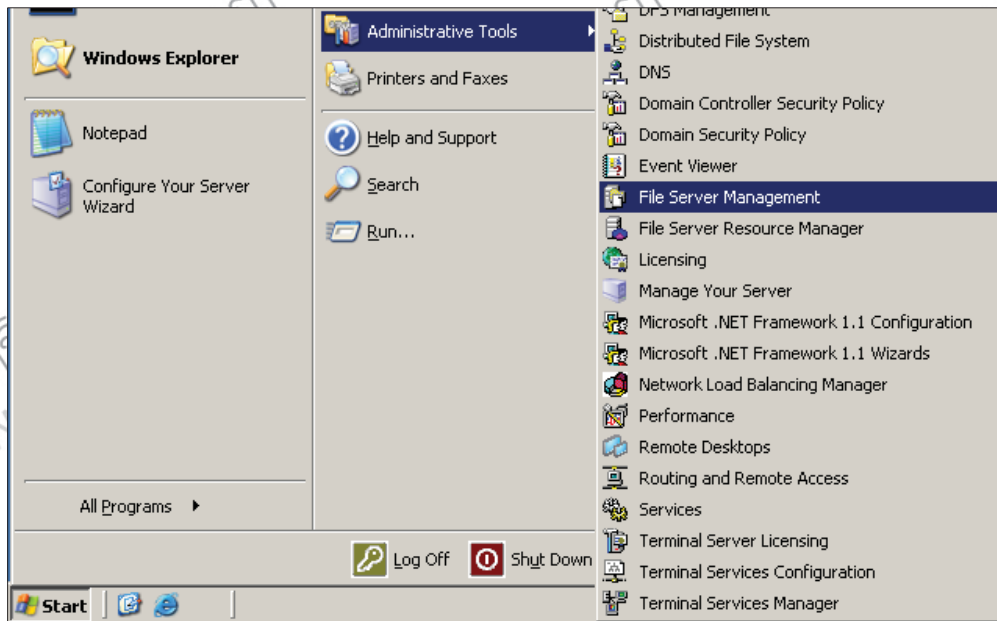 Windows Explorer
Notepad
Configure Your Server
Wizard
All Programs
Administrative Tools
Printers and Faxes
Help and Support
Search
Run...
Log Off
Shut Down
Start
DFS Management
Distributed File System
DNS
Domain Controller Security Policy
Domain Security Policy
Event Viewer
File Server Management
File Server Resource Manager
Licensing
Manage Your Server
Microsoft .NET Framework 1.1 Configuration
Microsoft .NET Framework 1.1 Wizards
Network Load Balancing Manager
Performance
Remote Desktops
Routing and Remote Access
Services
Terminal Server Licensing
Terminal Services Configuration
Terminal Services Manager